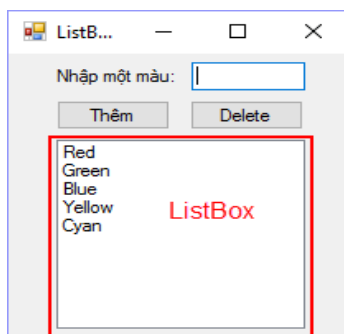 ListB...
Nhập một màu:
Thêm Delete
Red
Green
Blue
Yellow
Cyan
ListBox